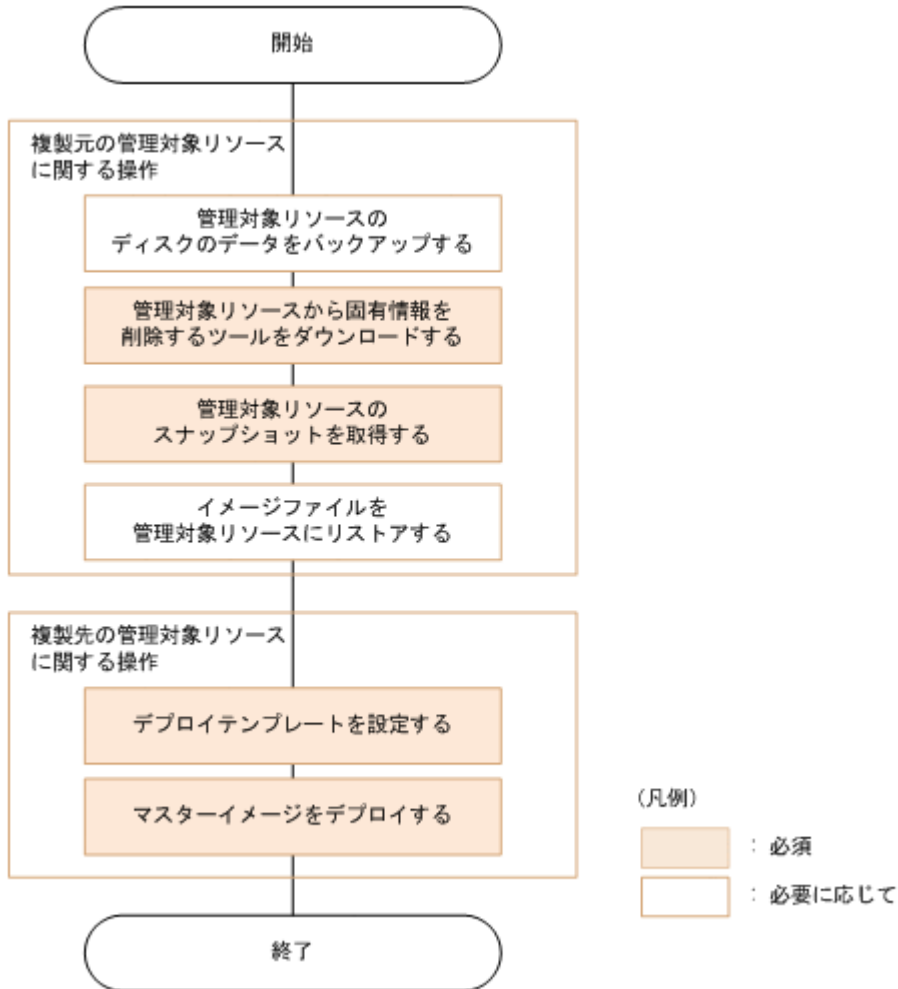 開始
複製元の管理対象リソース
に関する操作
管理対象リソースの
ディスクのデータをバックアップする
管理対象リソースから固有情報を
削除するツールをダウンロードする
管理対象リソースの
スナップショットを取得する
イメージファイルを
管理対象リソースにリストアする
複製先の管理対象リソース
に関する操作
デプロイテンプレートを設定する
マスターイメージをデプロイする
終了
(凡例)
：必須
：必要に応じて